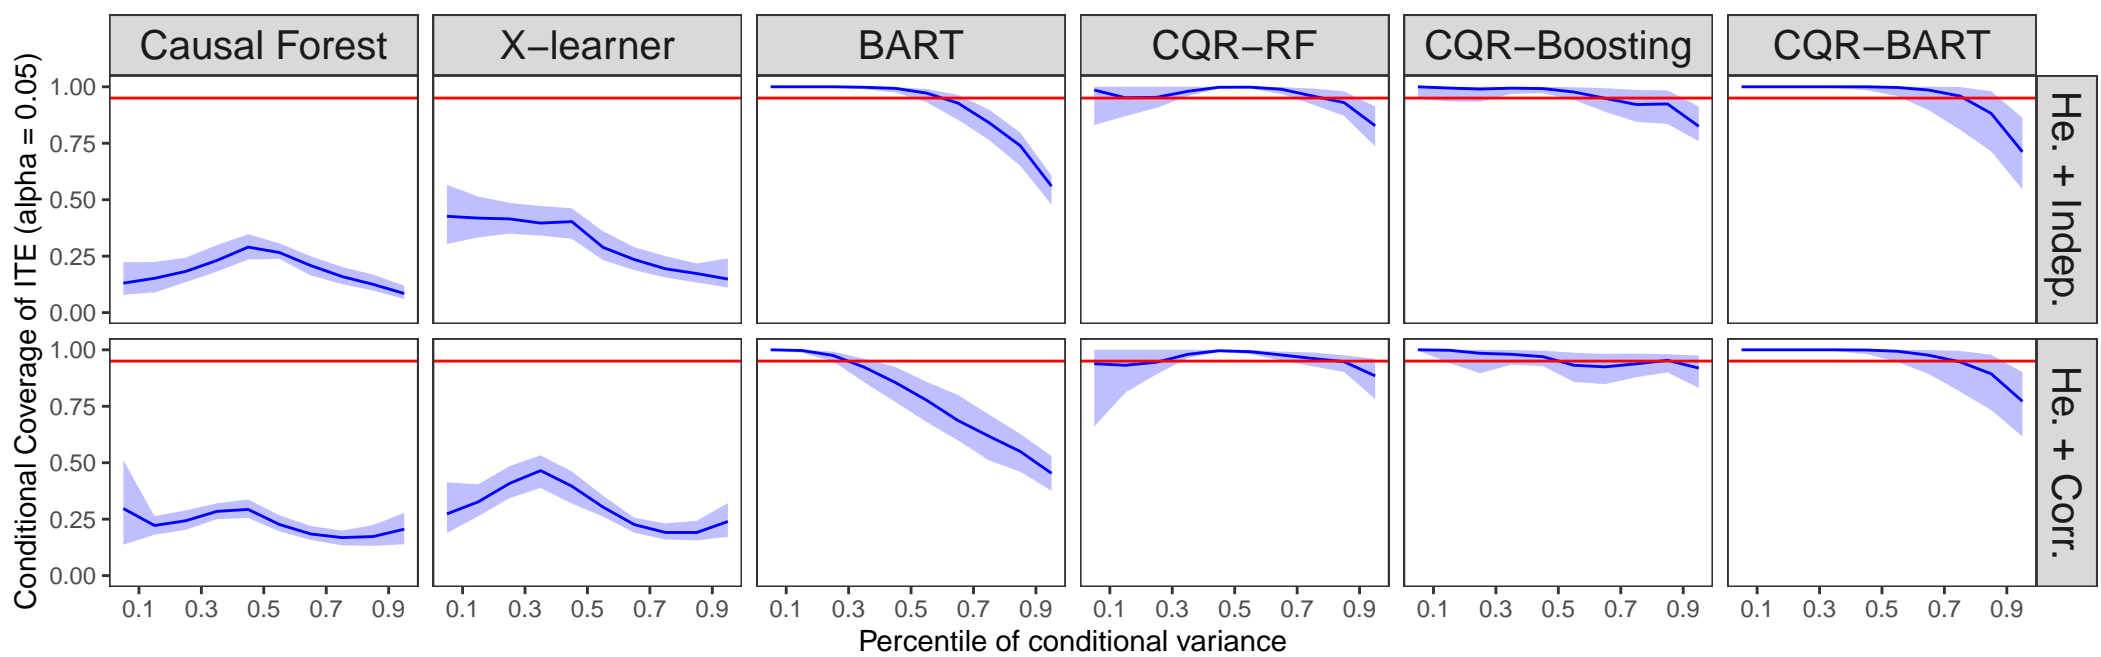 Causal Forest X−learner BART CQR−RF CQR−Boosting CQR−BART
Conditional Coverage of ITE (alpha = 0.05)
1.00
0.75
0.50
0.25
0.00
He. + Indep.
1.00
0.75
0.50
0.25
0.00
He. + Corr.
0.1 0.3 0.5 0.7 0.9 0.1 0.3 0.5 0.7 0.9 0.1 0.3 0.5 0.7 0.9 0.1 0.3 0.5 0.7 0.9 0.1 0.3 0.5 0.7 0.9 0.1 0.3 0.5 0.7 0.9
Percentile of conditional variance